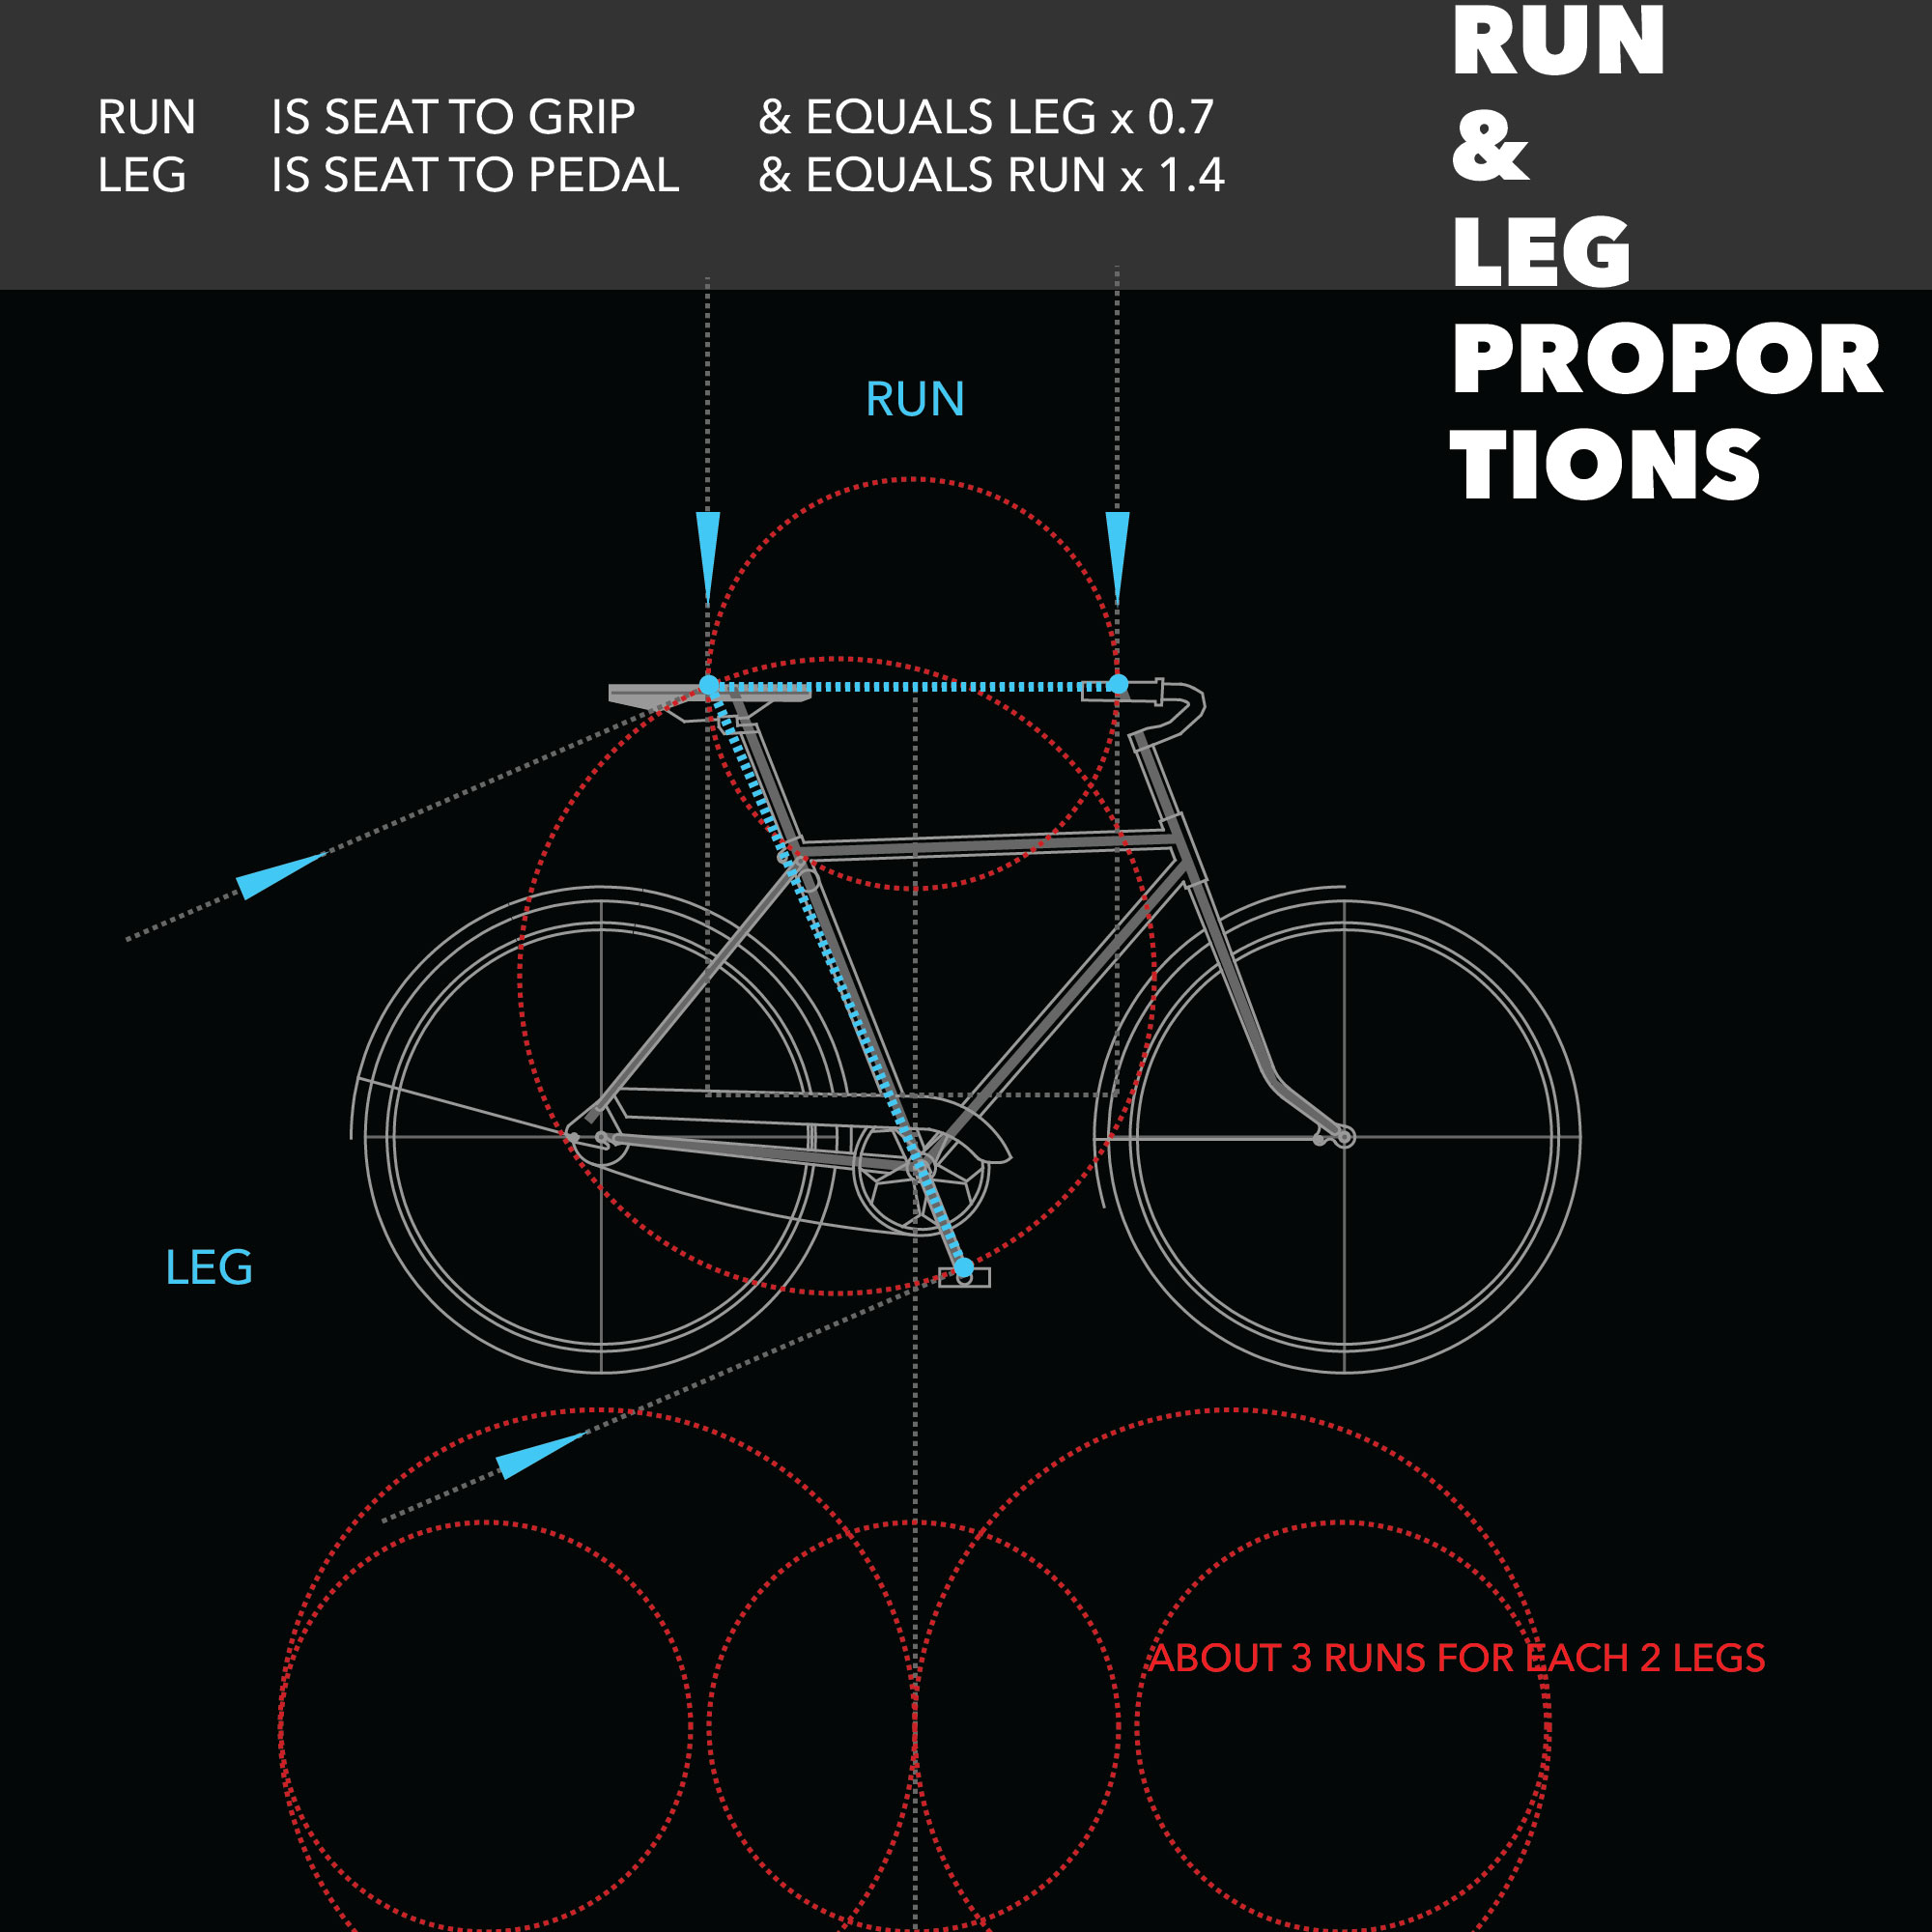 RUN
&
LEG
PROPOR
TIONS
RUN IS SEAT TO GRIP & EQUALS LEG x 0.7
LEG IS SEAT TO PEDAL & EQUALS RUN x 1.4
RUN
LEG
ABOUT 3 RUNS FOR EACH 2 LEGS